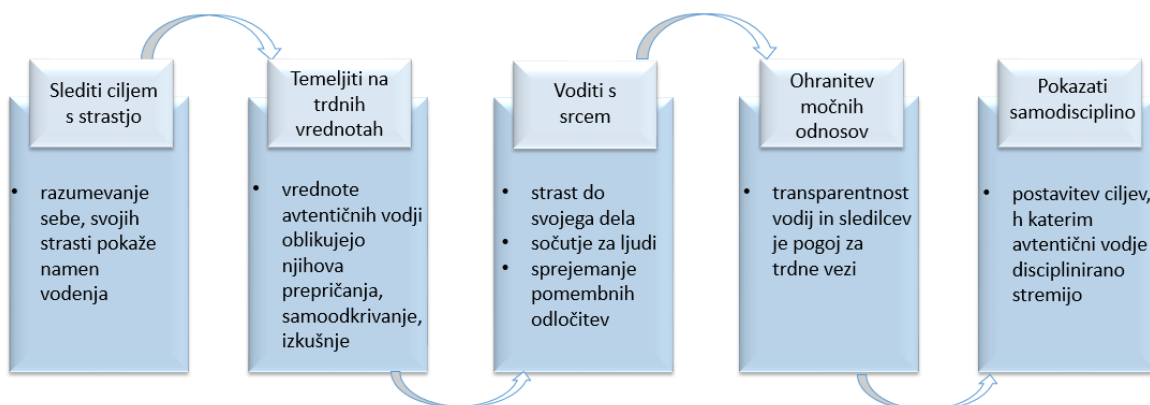 Slediti ciljem
s strastjo
• razumevanje
sebe, svojih
strasti pokaže
namen
vodenja
Temeljiti na
trdnih
vrednotah
• vrednote
avtentičnih vodji
oblikujejo
njihova
prepričanja,
samoodkrivanje,
izkušnje
Voditi s
srcem
• strast do
svojega dela
• sočutje za ljudi
• sprejemanje
pomembnih
odločitev
Ohranitev
močnih
odnosov
• transparentnost
vodij in sledilcev
je pogoj za
trdne vezi
Pokazati
samodisciplino
• postavitev ciljev,
h katerim
avtentični vodje
disciplinirano
stremijo